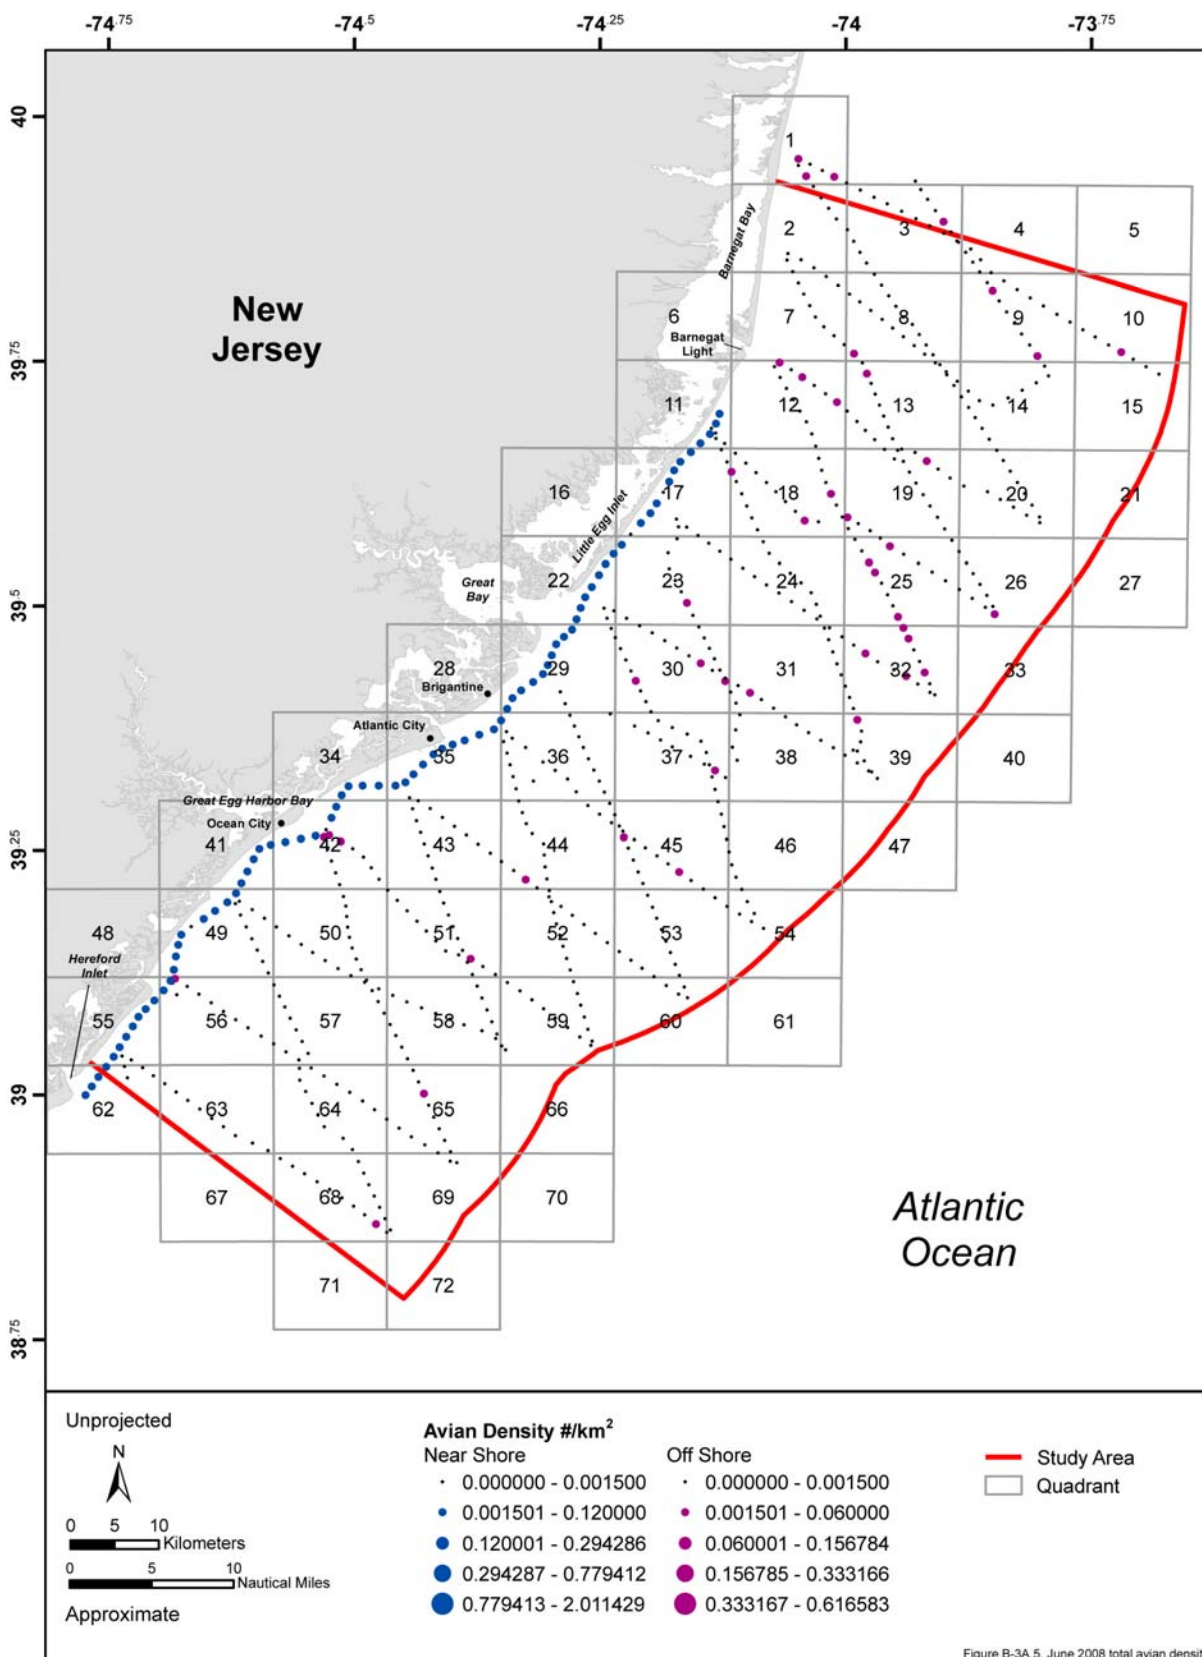 -74.75 -74.5 -74.25 -74 -73.75
40
39.75
39.5
39.25
39
38.75
1
2 3 4 5
Barnegat Bay
6 7 8 9 10
New
Jersey
Barnegat
Light
11 12 13 14 15
16 17 18 19 20 21
Little Egg Inlet
22 23 24 25 26 27
Great
Bay
28 29 30 31 32 33
Brigantine
Atlantic City
34 35 36 37 38 39 40
Great Egg Harbor Bay
Ocean City
41 42 43 44 45 46 47
48 49 50 51 52 53 54
Hereford
Inlet
55 56 57 58 59 60 61
62 63 64 65 66
67 68 69 70
71 72
Atlantic
Ocean
Unprojected
N
0 5 10
Kilometers
0 5 10
Nautical Miles
Approximate
Avian Density #/km2
Near Shore
0.000000 - 0.001500
0.001501 - 0.120000
0.120001 - 0.294286
0.294287 - 0.779412
0.779413 - 2.011429
Off Shore
0.000000 - 0.001500
0.001501 - 0.060000
0.060001 - 0.156784
0.156785 - 0.333166
0.333167 - 0.616583
Study Area
Quadrant
Figure B-3A.5. June 2008 total avian densit